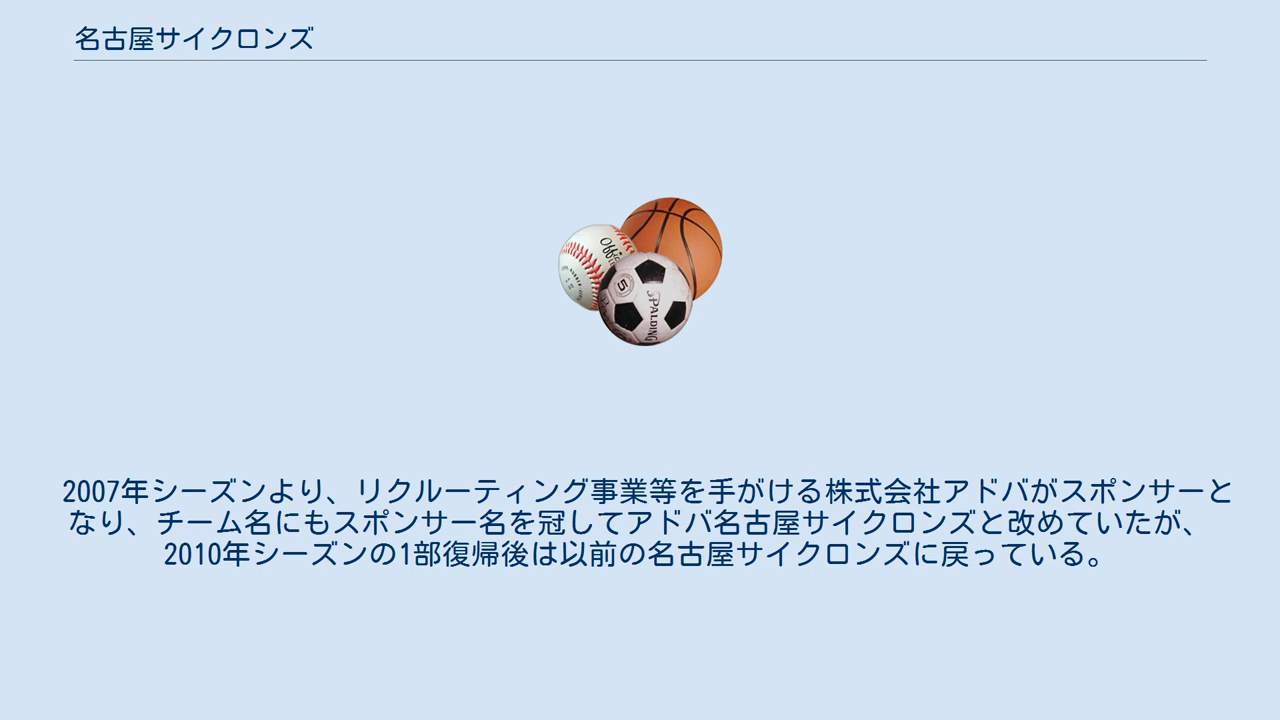 名古屋サイクロンズ
Offic
5
SPALDING
2007年シーズンより、リクルーティング事業等を手がける株式会社アドバがスポンサーと
なり、チーム名にもスポンサー名を冠してアドバ名古屋サイクロンズと改めていたが、
2010年シーズンの1部復帰後は以前の名古屋サイクロンズに戻っている。